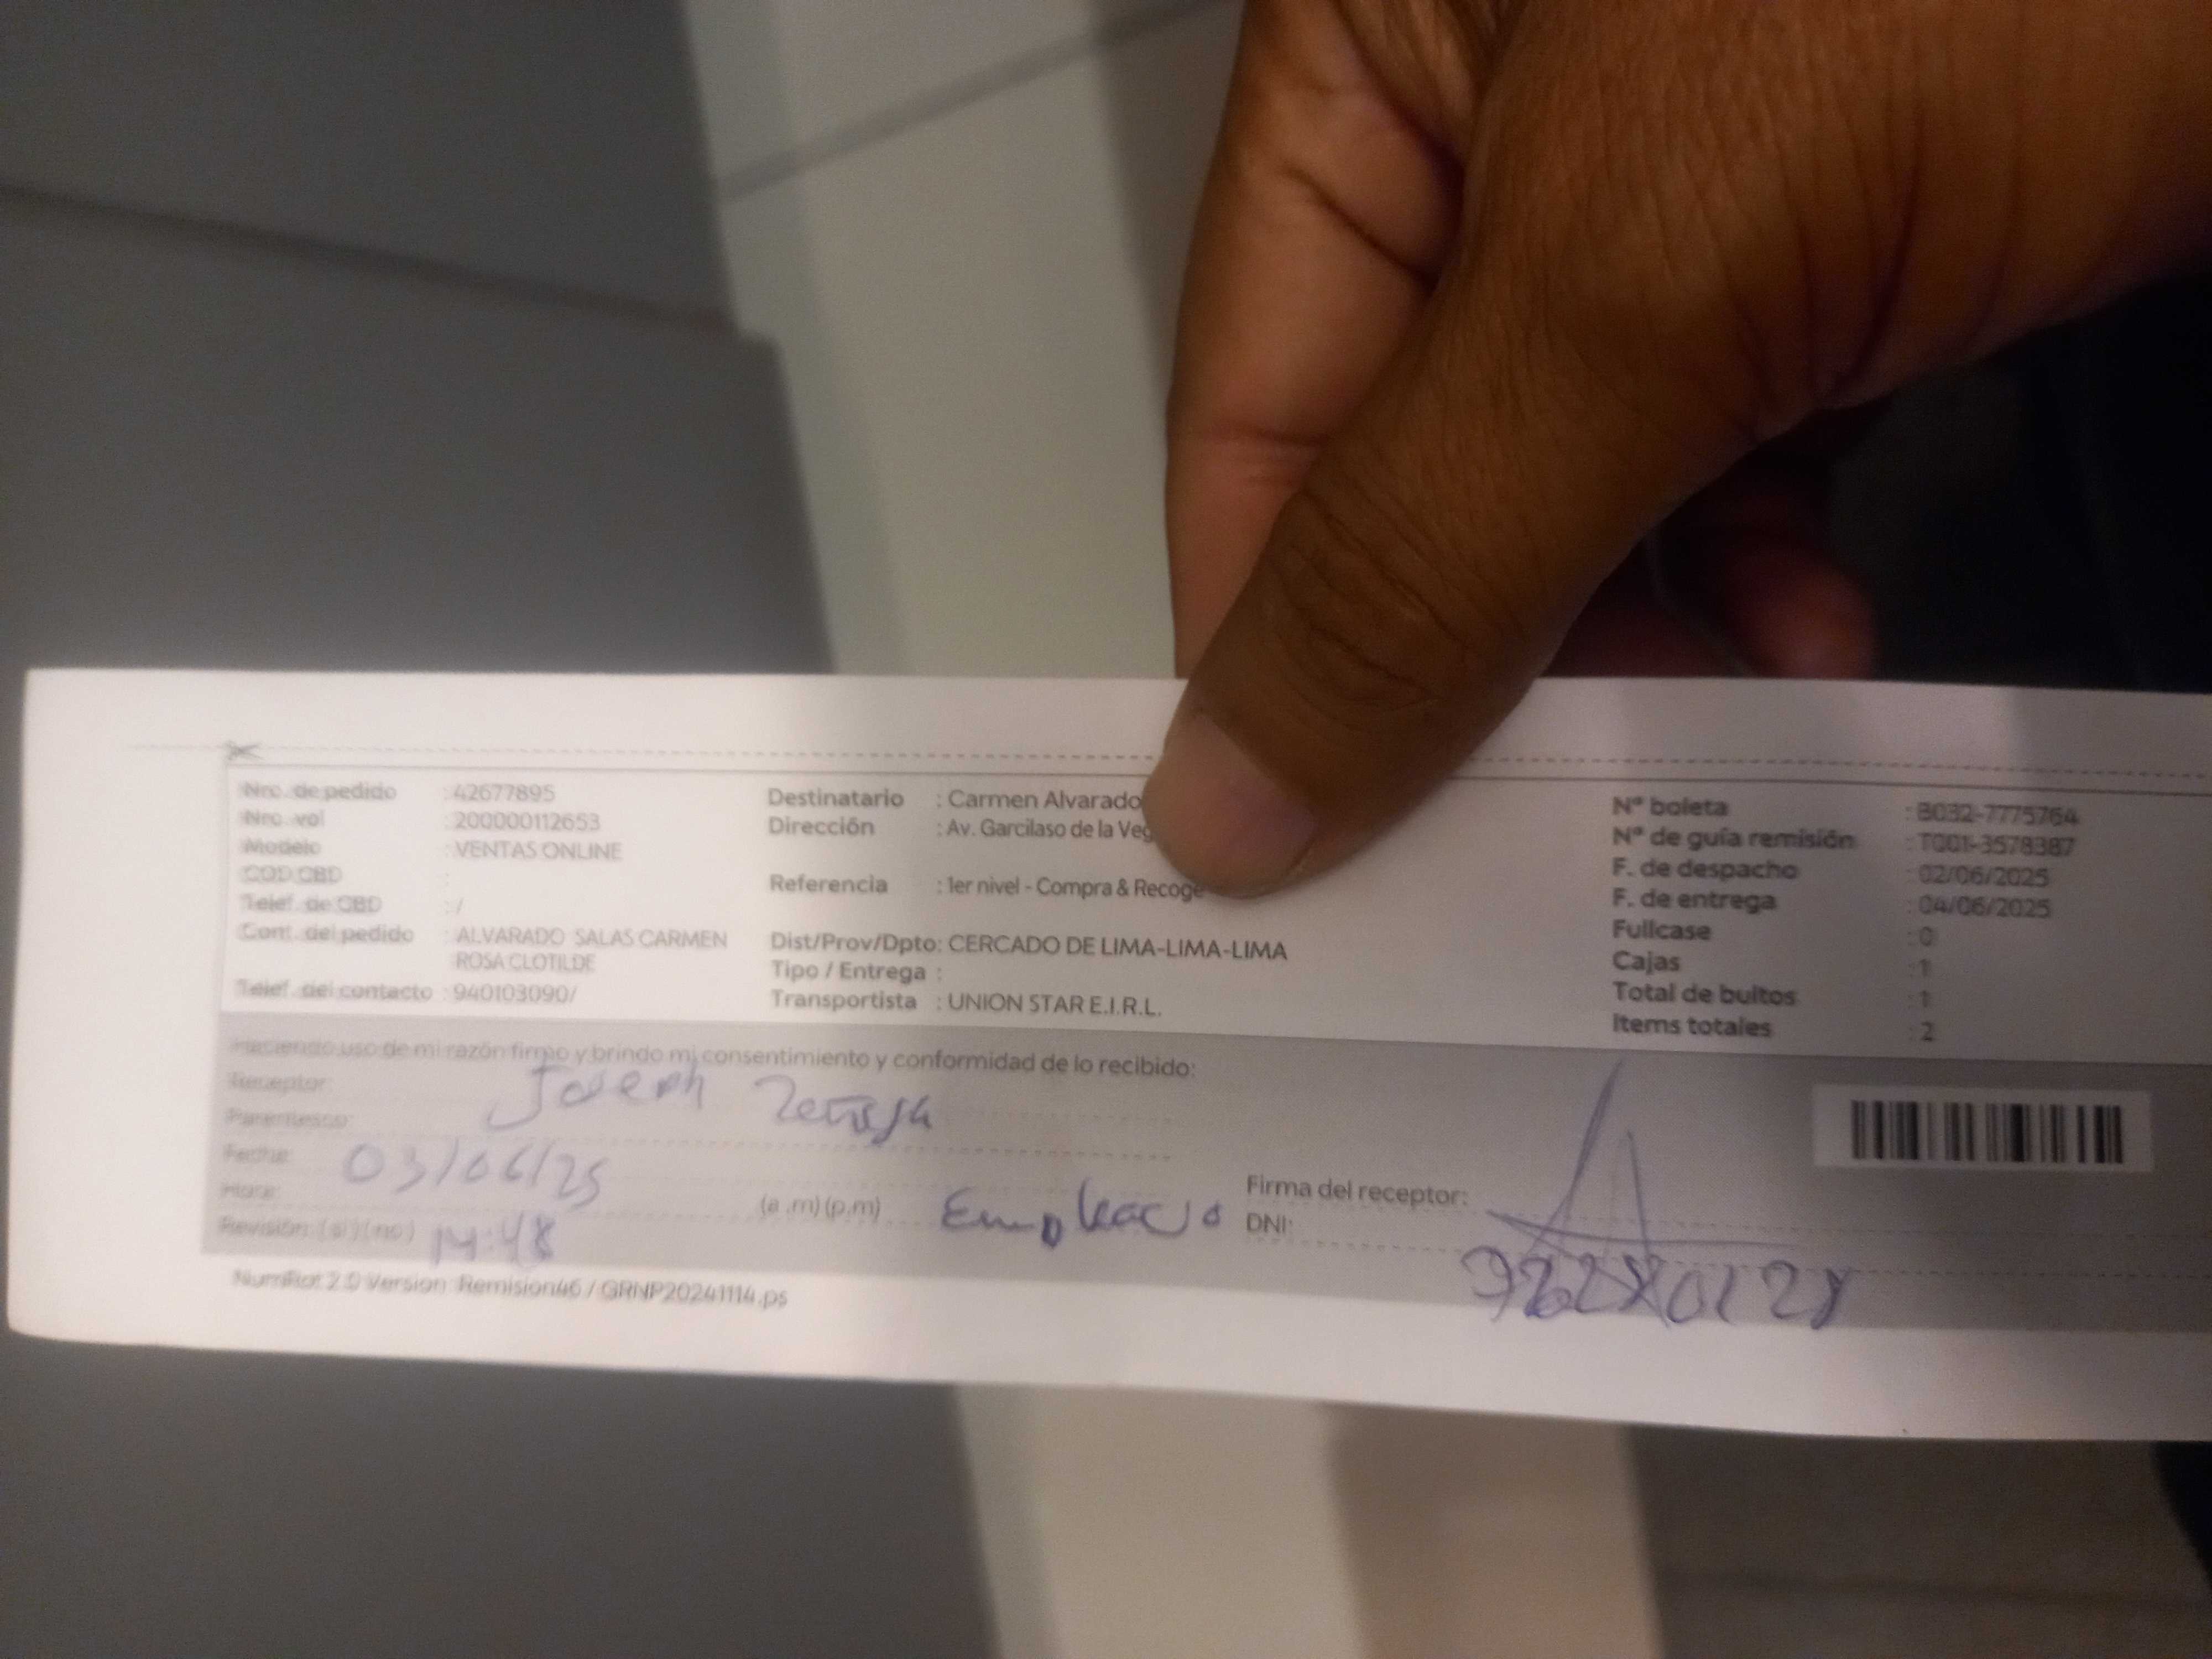 Nro. de pedido : 42677895
Nro. vol : 200000112653
Modelo : VENTAS ONLINE
COD CBD :
Telef. de CBD : /
Cont. del pedido : ALVARADO SALAS CARMEN
ROSA CLOTILDE
Telef. del contacto : 940103090/
Destinatario : Carmen Alvarado
Dirección : Av. Garcilaso de la Veg
Referencia : 1er nivel - Compra & Recoge
Dist/Prov/Dpto: CERCADO DE LIMA-LIMA-LIMA
Tipo / Entrega :
Transportista : UNION STAR E.I.R.L.
N° boleta : B032-7775764
N° de guía remisión : T001-3578387
F. de despacho : 02/06/2025
F. de entrega : 04/06/2025
Fullcase : 0
Cajas : 1
Total de bultos : 1
Items totales : 2
Haciendo uso de mi razón firmo y brindo mi consentimiento y conformidad de lo recibido:
Receptor: Joseph
Parentesco:
Fecha: 03/06/25
Hora: (a .m) (p.m) Empleado
Revisión: (si) (no) 14:48
Firma del receptor:
DNI:
NumRot 2.0 Version :Remision46 / GRNP20241114.ps